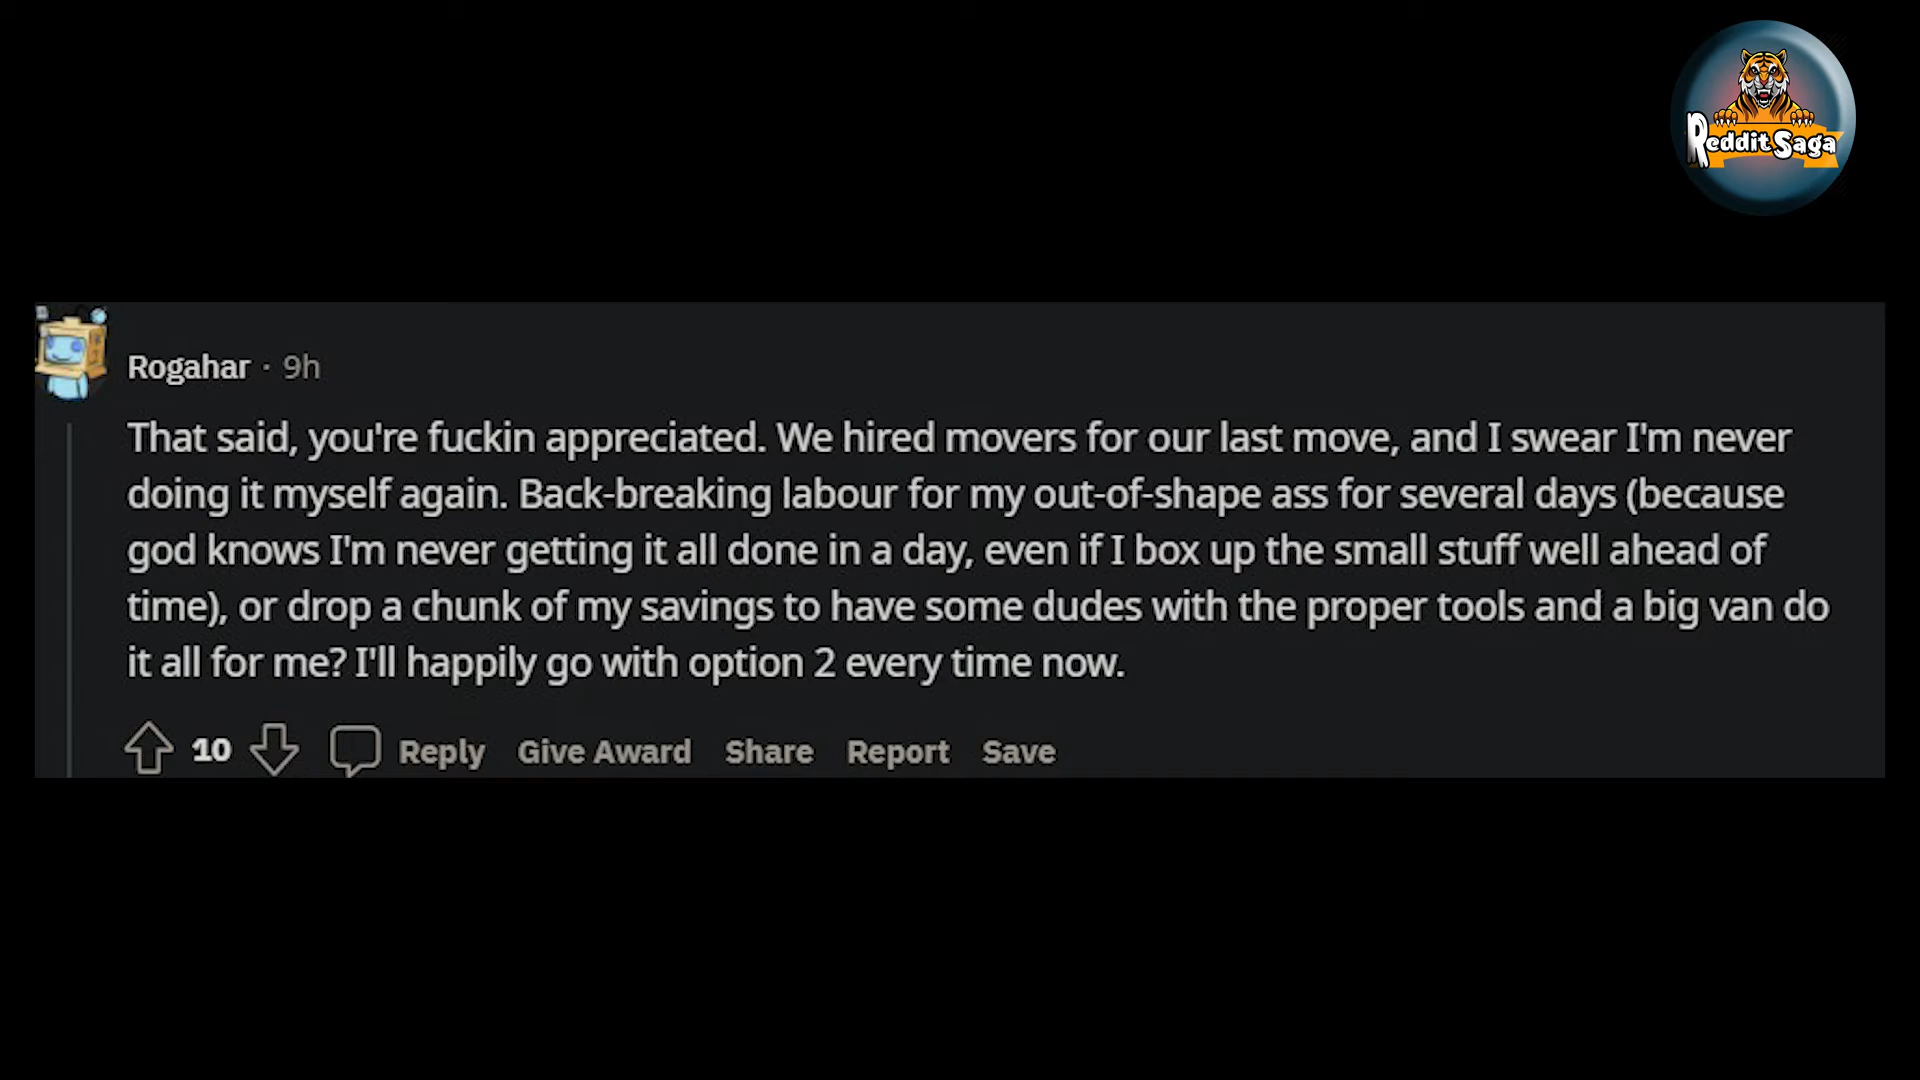 Reddit Saga
Rogahar · 9h
That said, you're fuckin appreciated. We hired movers for our last move, and I swear I'm never
doing it myself again. Back-breaking labour for my out-of-shape ass for several days (because
god knows I'm never getting it all done in a day, even if I box up the small stuff well ahead of
time), or drop a chunk of my savings to have some dudes with the proper tools and a big van do
it all for me? I'll happily go with option 2 every time now.
10 Reply Give Award Share Report Save